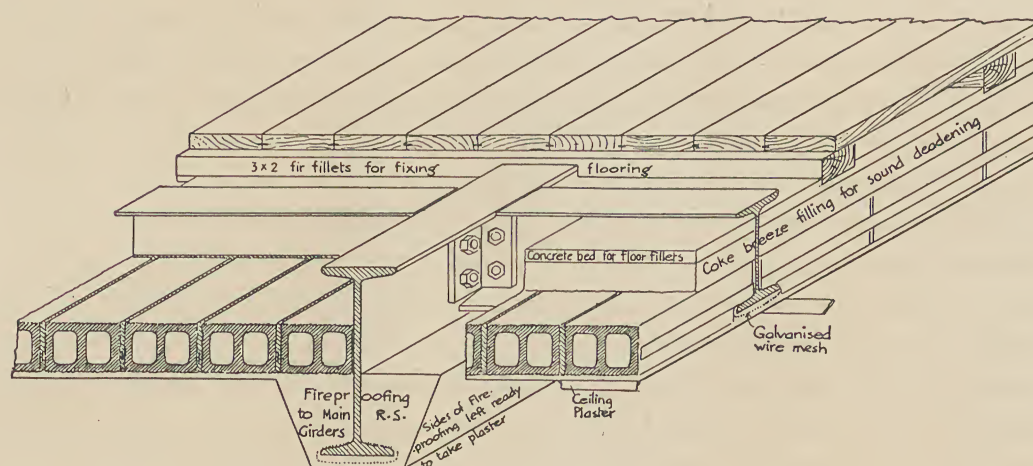 3×2 fir fillets for fixing flooring
Concrete bed for floor fillets
Coke breeze filling for sound deadening
Galvanised
wire mesh
Fireproofing
to Main R.S.
Girders
Sides of Fire-
proofing left ready
to take plaster
Ceiling
Plaster